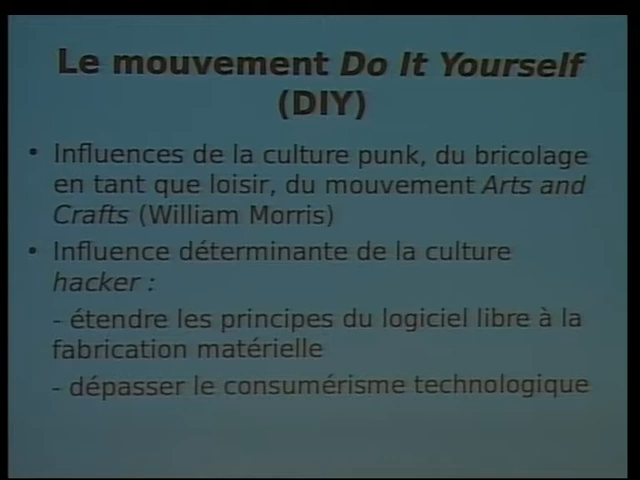 Le mouvement Do It Yourself
(DIY)
• Influences de la culture punk, du bricolage
en tant que loisir, du mouvement Arts and
Crafts (William Morris)
• Influence déterminante de la culture
hacker :
- étendre les principes du logiciel libre à la
fabrication matérielle
- dépasser le consumérisme technologique